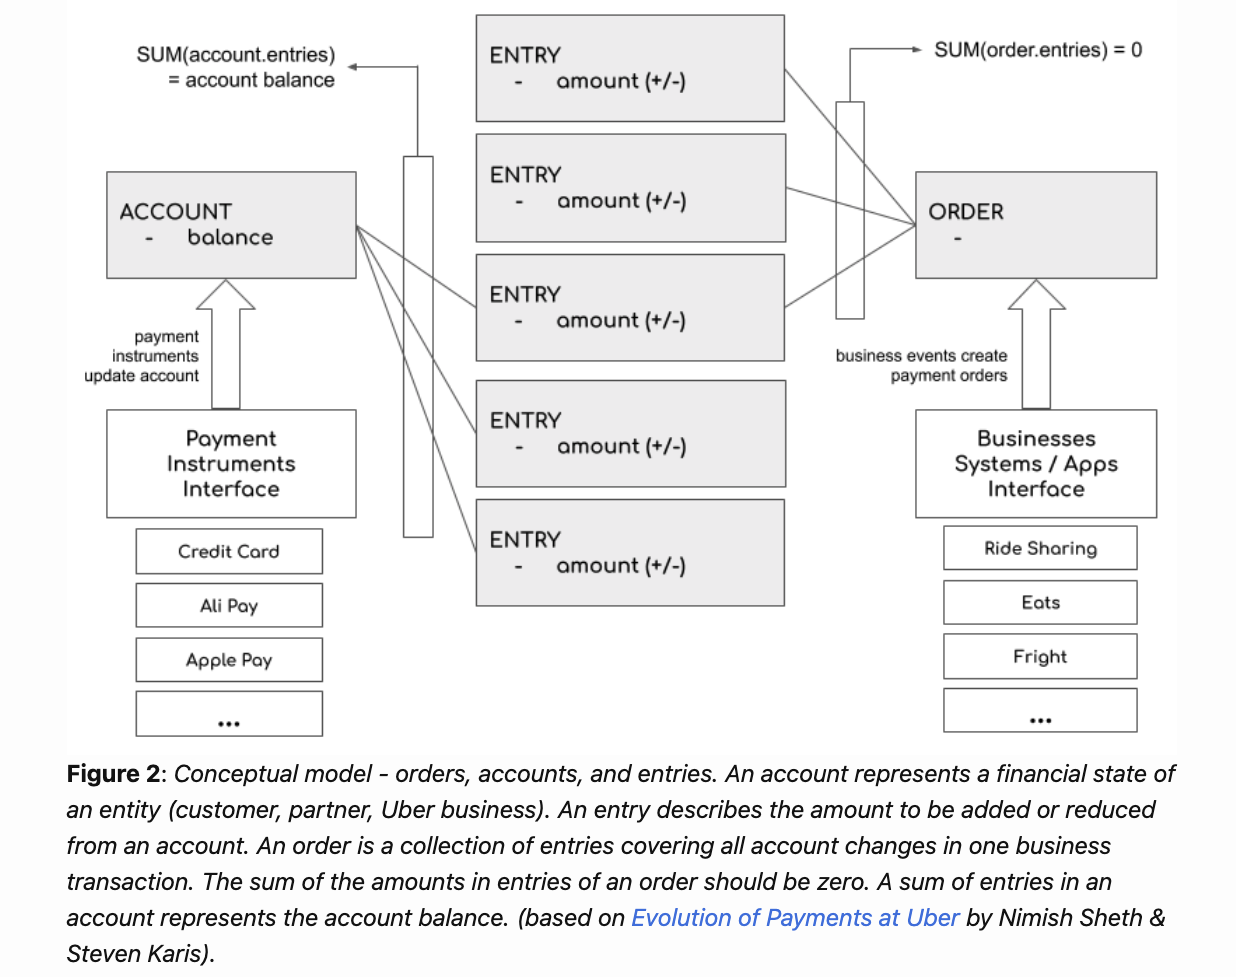 SUM(account.entries)
= account balance
SUM(order.entries) = 0
ENTRY
- amount (+/-)
ENTRY
- amount (+/-)
ENTRY
- amount (+/-)
ENTRY
- amount (+/-)
ENTRY
- amount (+/-)
ACCOUNT
- balance
ORDER
-
payment
instruments
update account
business events create
payment orders
Payment
Instruments
Interface
Credit Card
Ali Pay
Apple Pay
...
Businesses
Systems / Apps
Interface
Ride Sharing
Eats
Fright
...
Figure 2: Conceptual model - orders, accounts, and entries. An account represents a financial state of
an entity (customer, partner, Uber business). An entry describes the amount to be added or reduced
from an account. An order is a collection of entries covering all account changes in one business
transaction. The sum of the amounts in entries of an order should be zero. A sum of entries in an
account represents the account balance. (based on Evolution of Payments at Uber by Nimish Sheth &
Steven Karis).